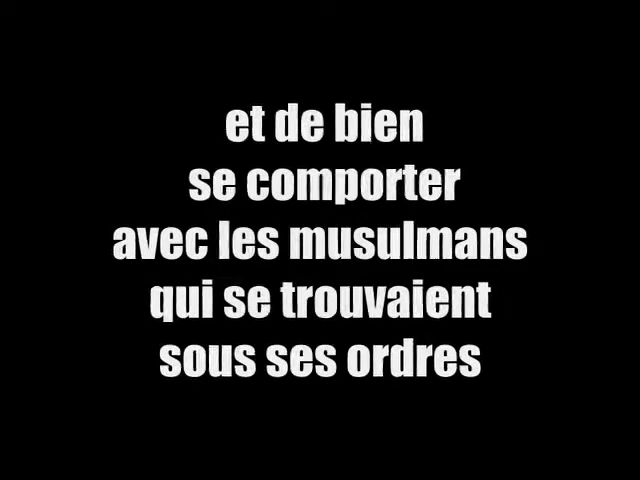 et de bien
se comporter
avec les musulmans
qui se trouvaient
sous ses ordres